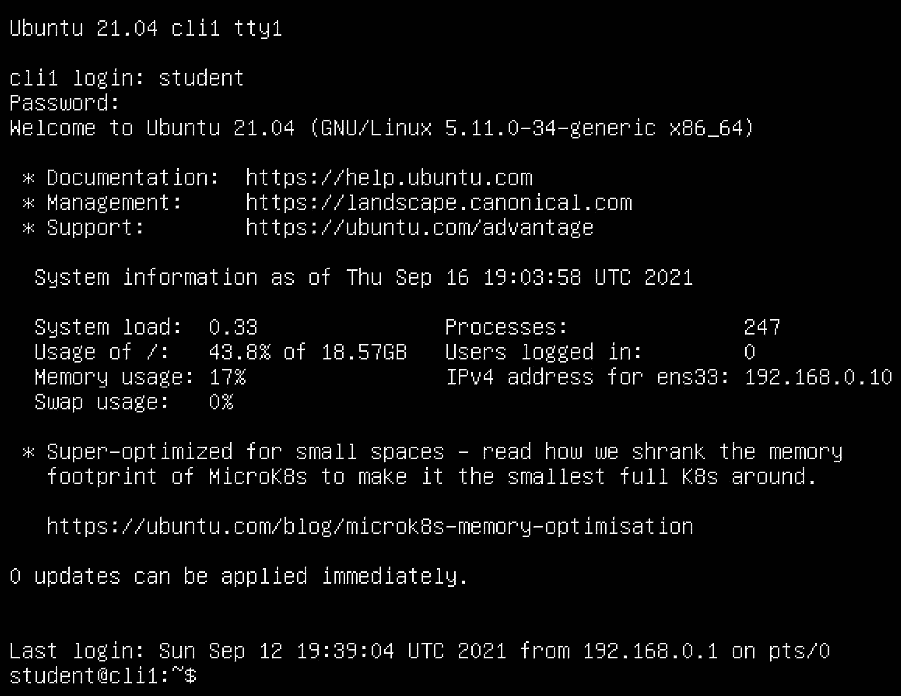 Ubuntu 21.04 cli1 tty1
cli1 login: student
Password:
Welcome to Ubuntu 21.04 (GNU/Linux 5.11.0-34-generic x86_64)
* Documentation:  https://help.ubuntu.com
* Management:     https://landscape.canonical.com
* Support:        https://ubuntu.com/advantage
System information as of Thu Sep 16 19:03:58 UTC 2021
System load:  0.33               Processes:              247
Usage of /:   43.8% of 18.57GB   Users logged in:        0
Memory usage: 17%                IPv4 address for ens33: 192.168.0.10
Swap usage:   0%
* Super-optimized for small spaces - read how we shrank the memory
footprint of MicroK8s to make it the smallest full K8s around.
https://ubuntu.com/blog/microk8s-memory-optimisation
0 updates can be applied immediately.
Last login: Sun Sep 12 19:39:04 UTC 2021 from 192.168.0.1 on pts/0
student@cli1:~$